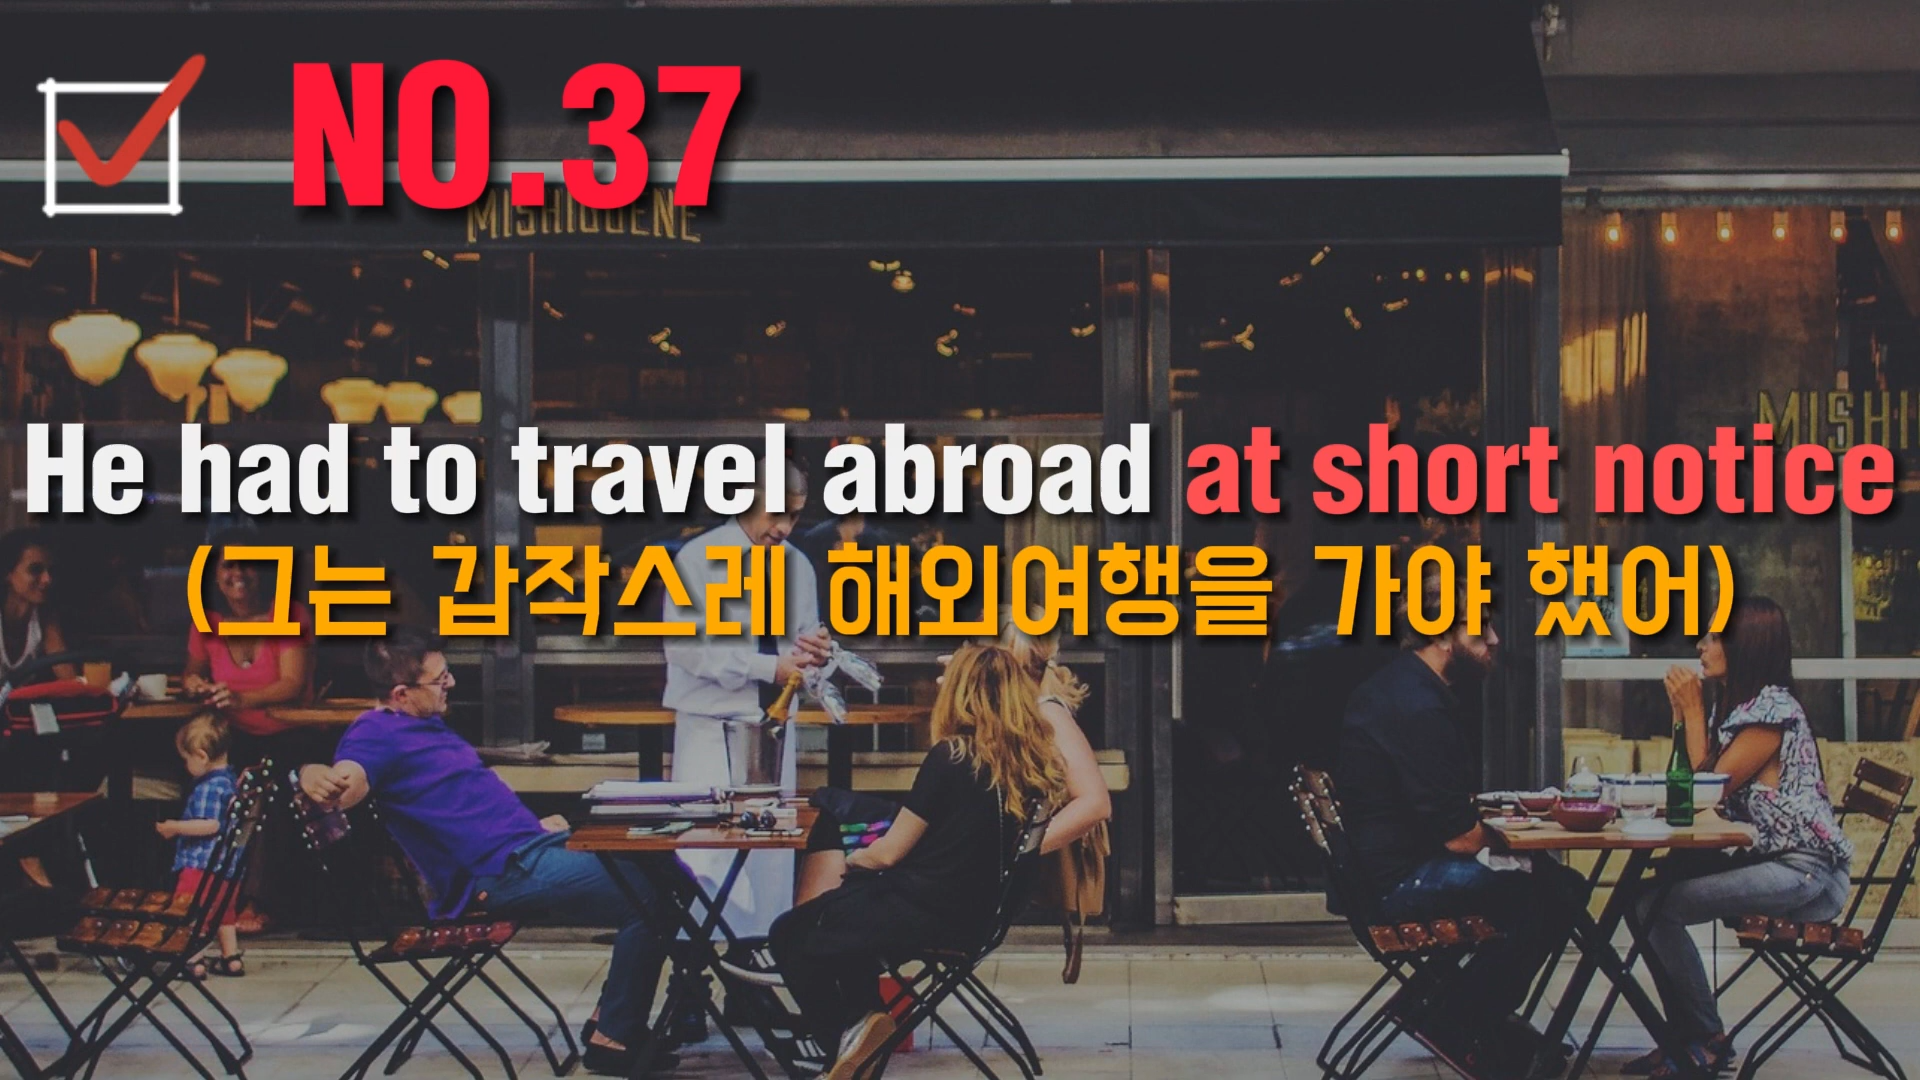 NO.37
He had to travel abroad at short notice
(그는 갑작스레 해외여행을 가야 했어)